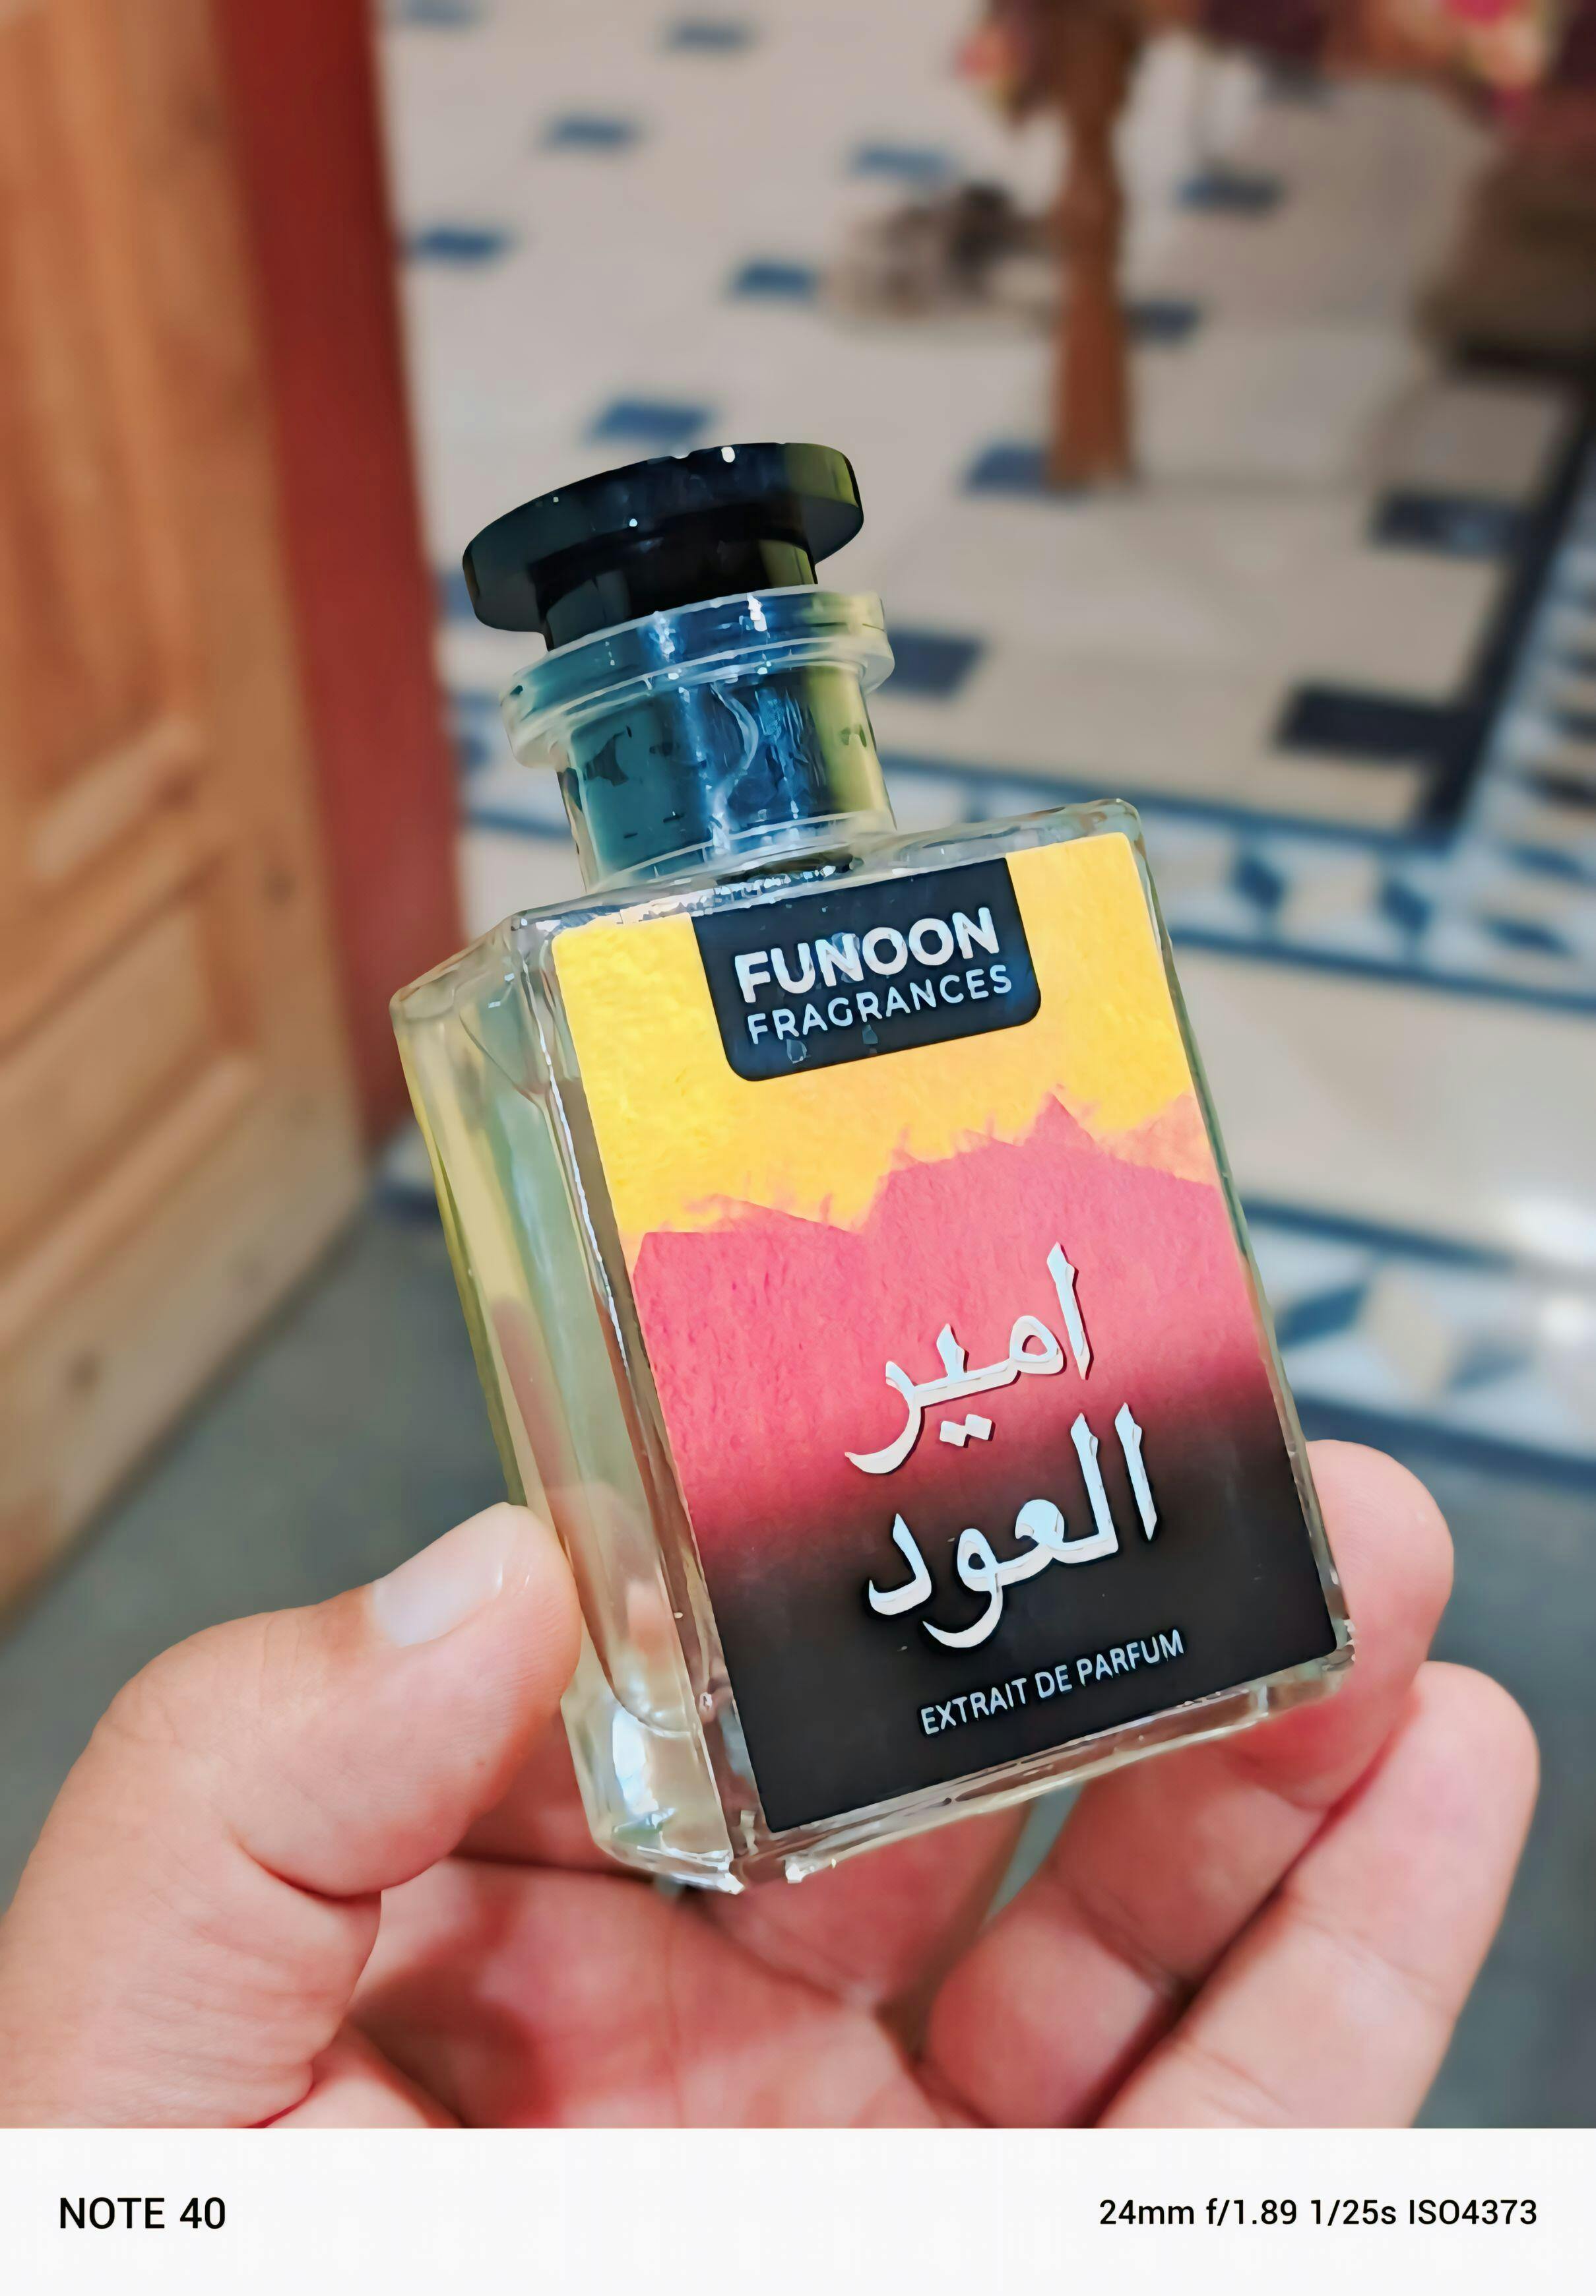 FUNOON
FRAGRANCES
امير
العود
EXTRAIT DE PARFUM
NOTE 40
24mm f/1.89 1/25s ISO4373